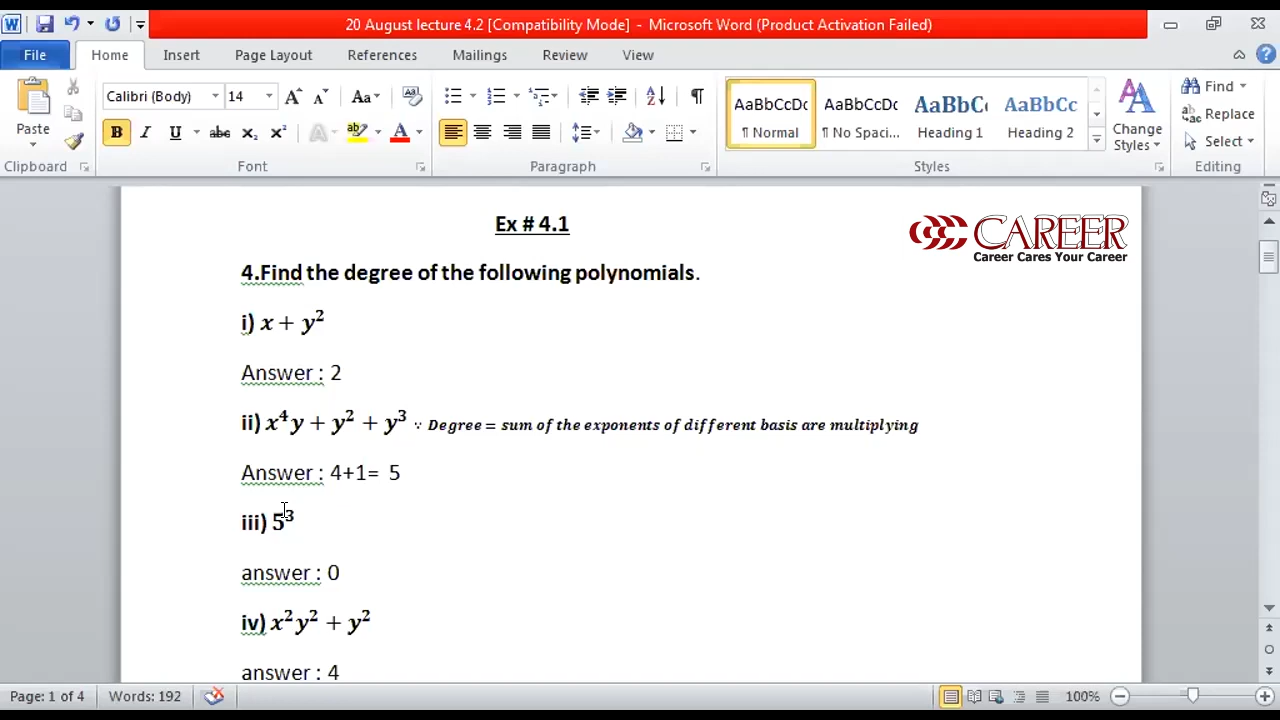 20 August lecture 4.2 [Compatibility Mode] - Microsoft Word (Product Activation Failed)
File Home Insert Page Layout References Mailings Review View
Paste
Calibri (Body) 14
AaBbCcDc AaBbCcDc AaBbC AaBbCc
¶ Normal ¶ No Spaci... Heading 1 Heading 2
Change Styles
Find
Replace
Select
Clipboard Font Paragraph Styles Editing
Ex # 4.1
CAREER
Career Cares Your Career
4.Find the degree of the following polynomials.
i) x + y²
Answer : 2
ii) x⁴y + y² + y³ ∵ Degree = sum of the exponents of different basis are multiplying
Answer : 4+1= 5
iii) 5³
answer : 0
iv) x²y² + y²
answer : 4
Page: 1 of 4 Words: 192 100%